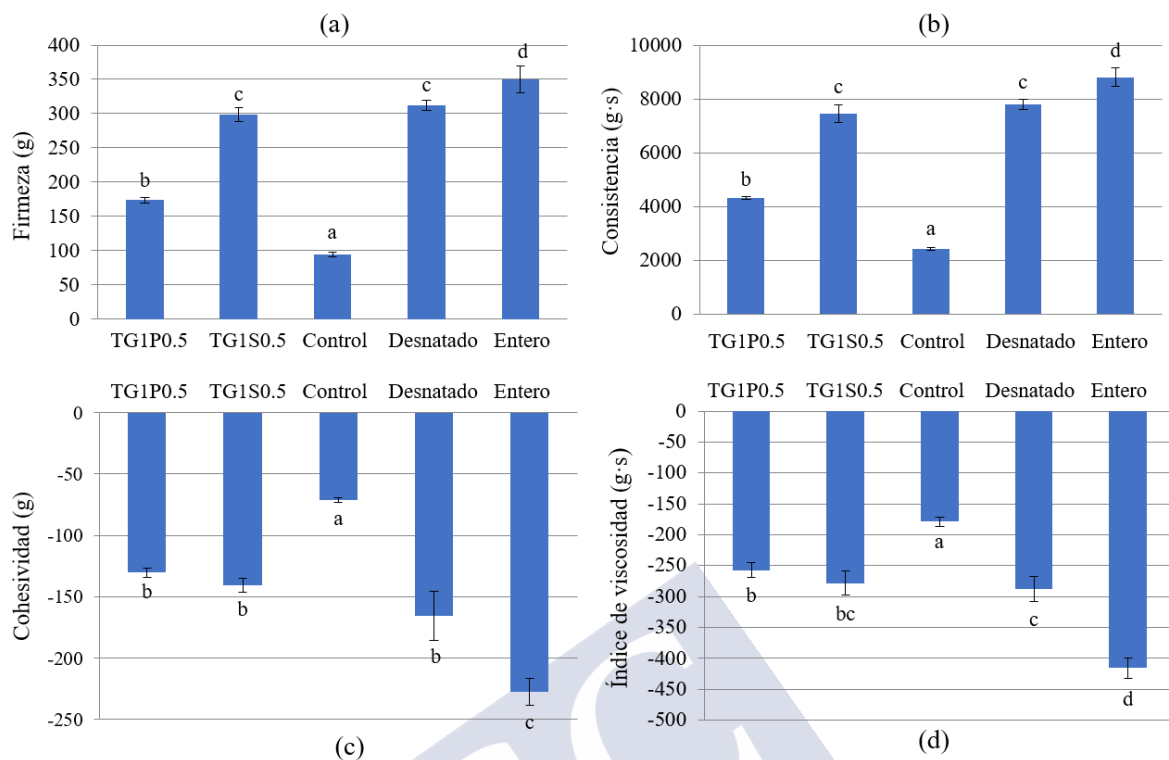 (a)
400
350
300
250
200
150
100
50
0
Firmeza (g)
b
c
a
c
d
TG1P0.5 TG1S0.5 Control Desnatado Entero
(b)
10000
8000
6000
4000
2000
0
Consistencia (g·s)
b
c
a
c
d
TG1P0.5 TG1S0.5 Control Desnatado Entero
TG1P0.5 TG1S0.5 Control Desnatado Entero
0
-50
-100
-150
-200
-250
Cohesividad (g)
b
b
a
b
c
(c)
TG1P0.5 TG1S0.5 Control Desnatado Entero
0
-50
-100
-150
-200
-250
-300
-350
-400
-450
-500
Índice de viscosidad (g·s)
b
bc
a
c
d
(d)